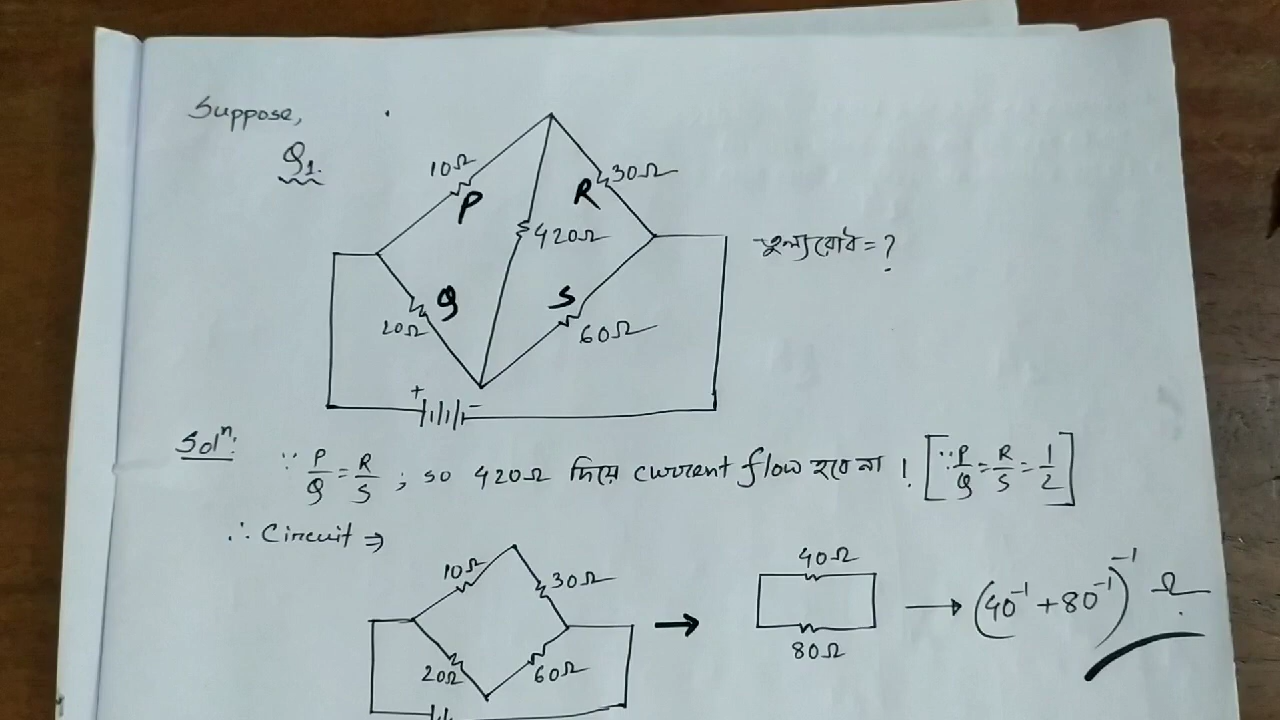 Suppose,
Q1.
10Ω
P
R
30Ω
420Ω
তুল্যরোধ = ?
Q
20Ω
S
60Ω
+
-
Solⁿ:
∵ P/Q = R/S ; so 420Ω দিয়ে current flow হবে না ! [∵ P/Q = R/S = 1/2]
∴ Circuit ⇒
10Ω
30Ω
20Ω
60Ω
→
40Ω
80Ω
→ (40⁻¹ + 80⁻¹)⁻¹ Ω